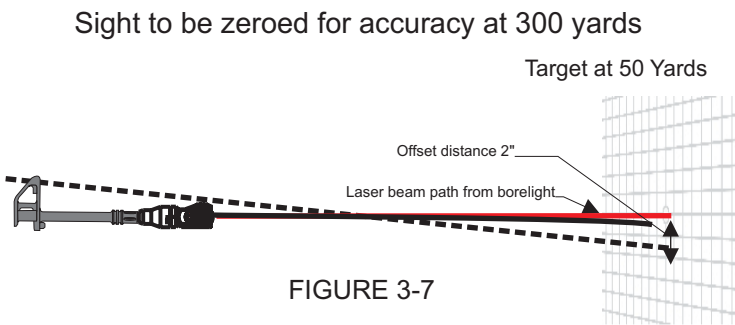 Sight to be zeroed for accuracy at 300 yards
Target at 50 Yards
Offset distance 2"
Laser beam path from borelight
FIGURE 3-7